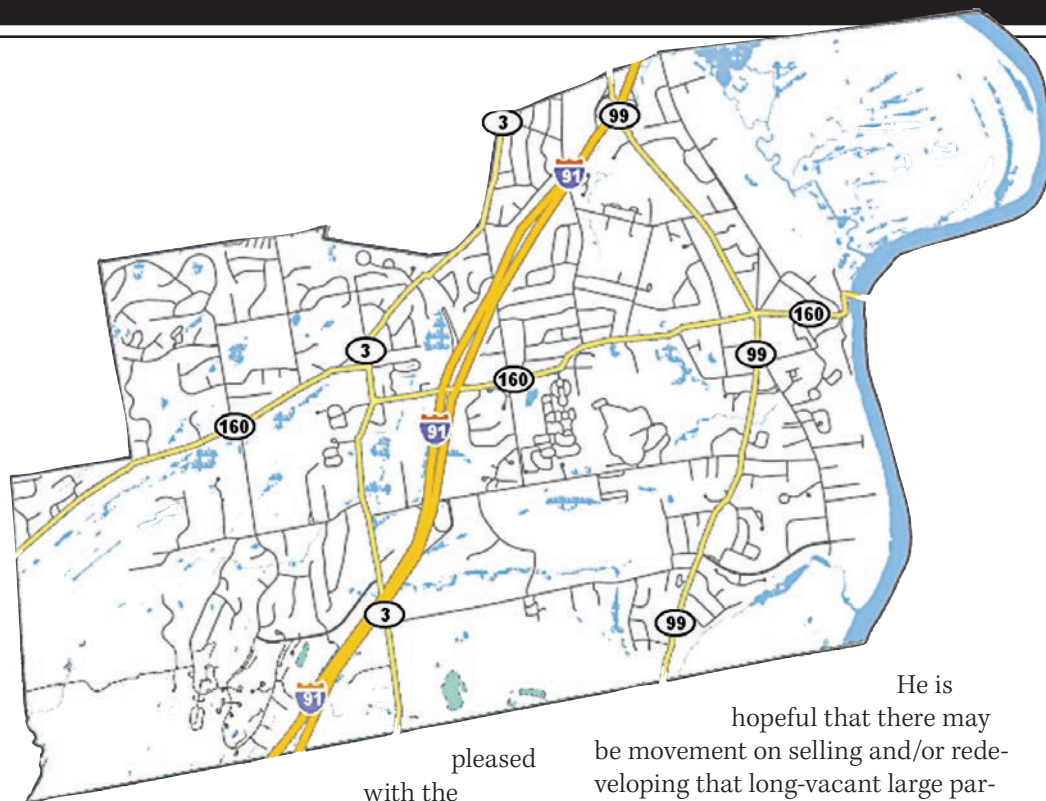 3
99
91
160
3
99
160
160
91
3
99
91
pleased
with the
He is
hopeful that there may
be movement on selling and/or rede-
veloping that long-vacant large par-